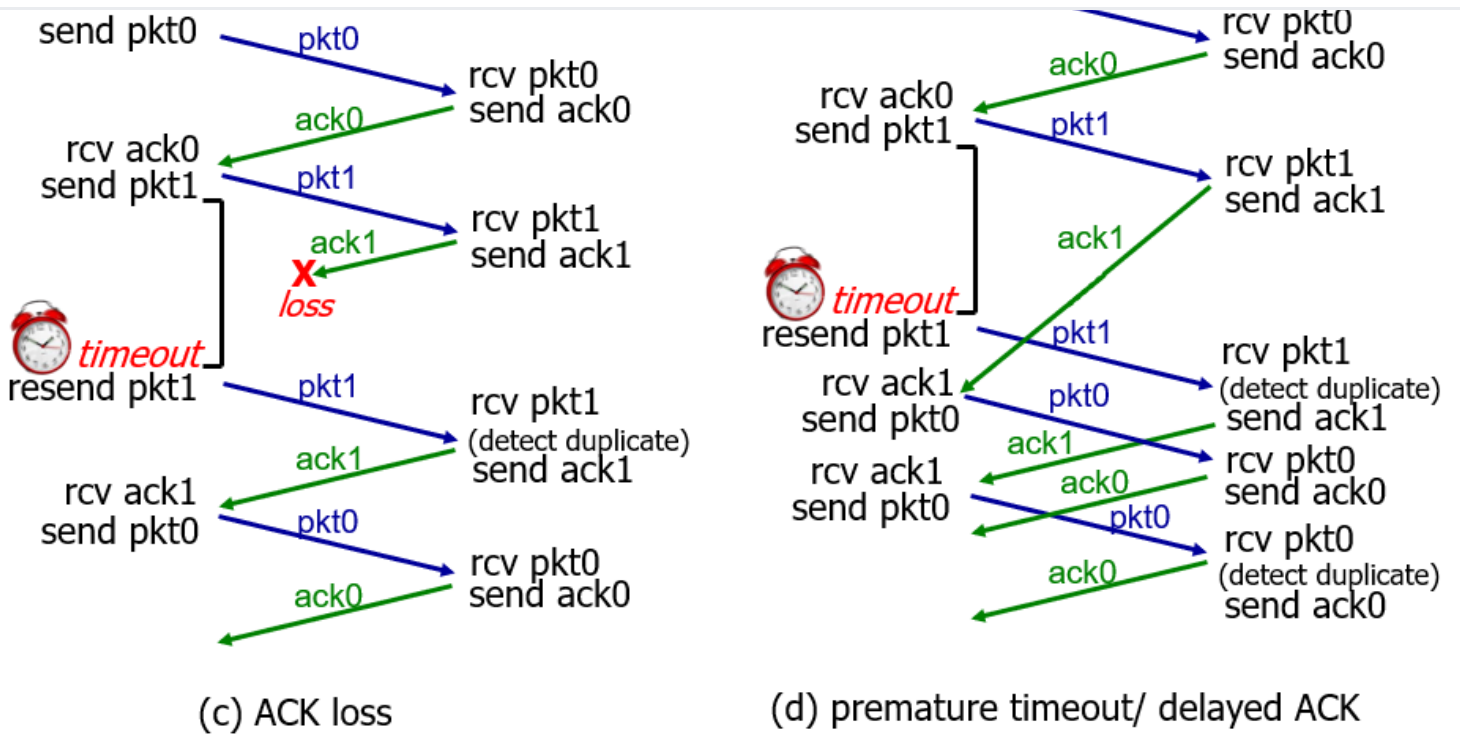 send pkt0
pkt0
rcv pkt0
send ack0
ack0
rcv ack0
send pkt1
pkt1
rcv pkt1
send ack1
ack1
X
loss
timeout
resend pkt1
pkt1
rcv pkt1
(detect duplicate)
send ack1
ack1
rcv ack1
send pkt0
pkt0
rcv pkt0
send ack0
ack0
(c) ACK loss
rcv pkt0
send ack0
ack0
rcv ack0
send pkt1
pkt1
rcv pkt1
send ack1
ack1
timeout
resend pkt1
pkt1
rcv pkt1
(detect duplicate)
send ack1
rcv ack1
send pkt0
pkt0
ack1
rcv pkt0
send ack0
rcv ack1
send pkt0
ack0
pkt0
rcv pkt0
(detect duplicate)
send ack0
ack0
(d) premature timeout/ delayed ACK